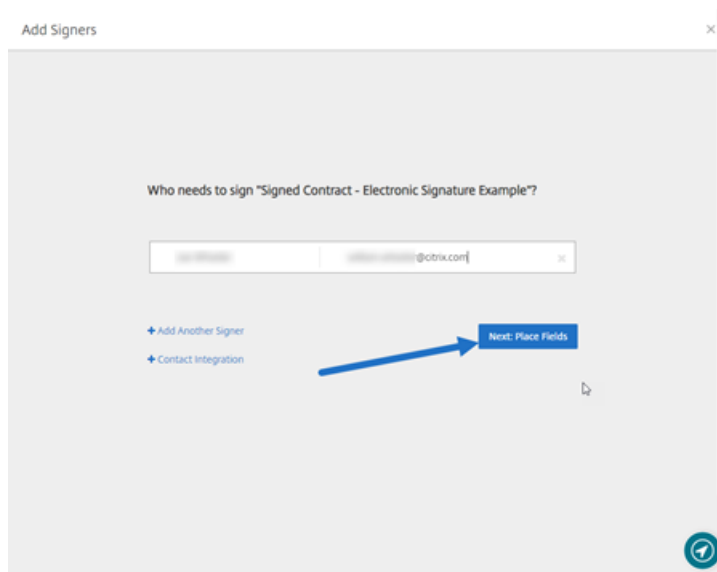 Add Signers
Who needs to sign "Signed Contract - Electronic Signature Example"?
@citrix.com
+ Add Another Signer
Next: Place Fields
+ Contact Integration